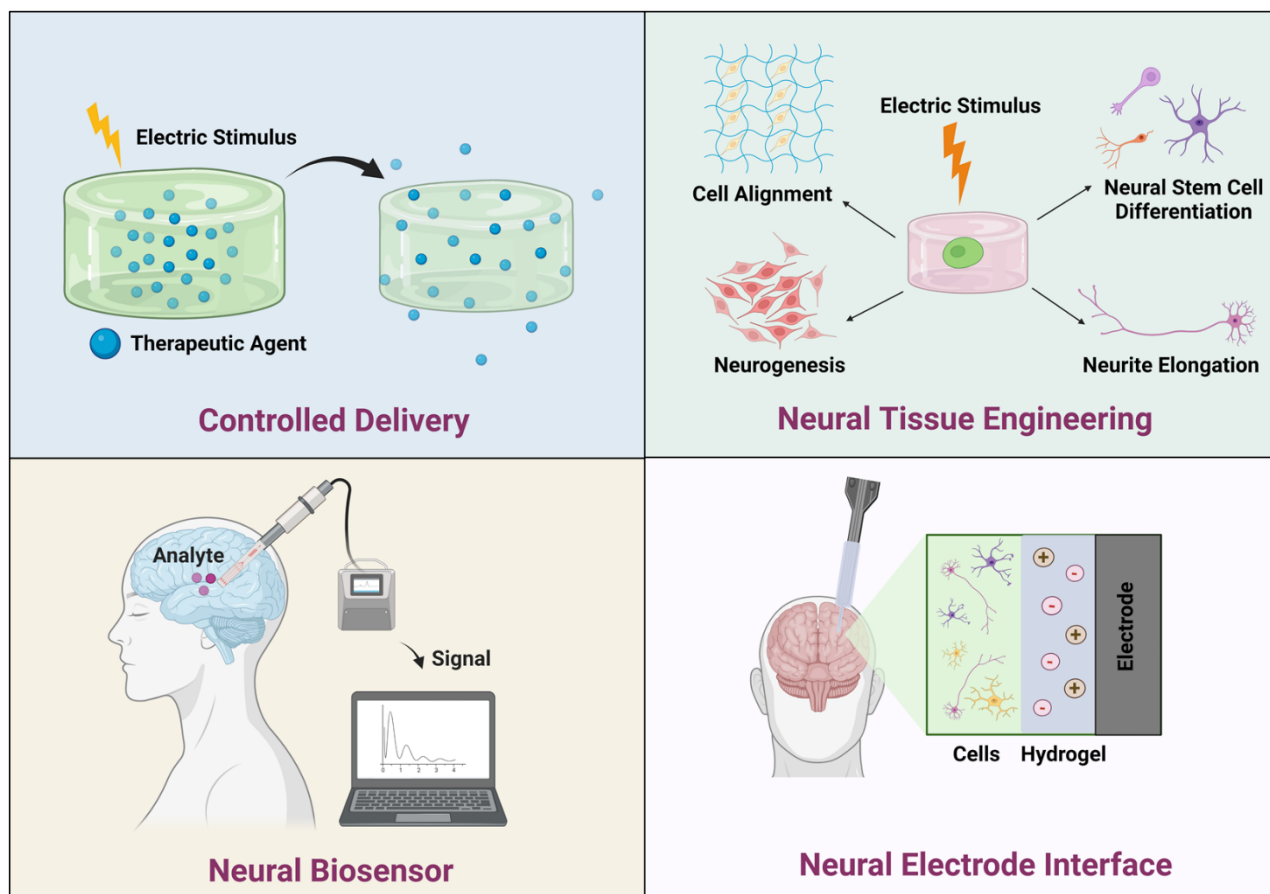 Electric Stimulus
Therapeutic Agent
Controlled Delivery
Cell Alignment
Electric Stimulus
Neural Stem Cell
Differentiation
Neurogenesis
Neurite Elongation
Neural Tissue Engineering
Analyte
Signal
0 1 2 3 4
Neural Biosensor
+
-
-
+
-
+
-
Electrode
Cells Hydrogel
Neural Electrode Interface